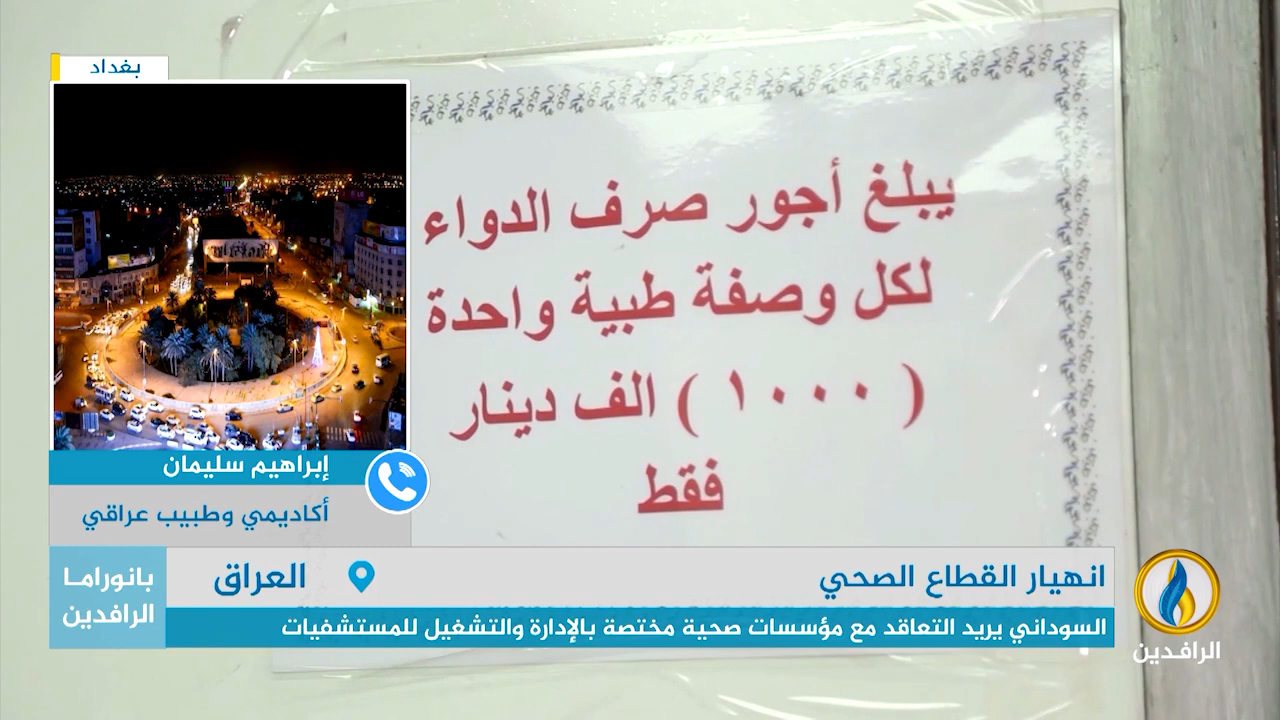 بغداد
يبلغ أجور صرف الدواء
لكل وصفة طبية واحدة
( ١٠٠٠ ) الف دينار
فقط
إبراهيم سليمان
أكاديمي وطبيب عراقي
انهيار القطاع الصحي
العراق
بانوراما
الرافدين
السوداني يريد التعاقد مع مؤسسات صحية مختصة بالإدارة والتشغيل للمستشفيات
الرافدين